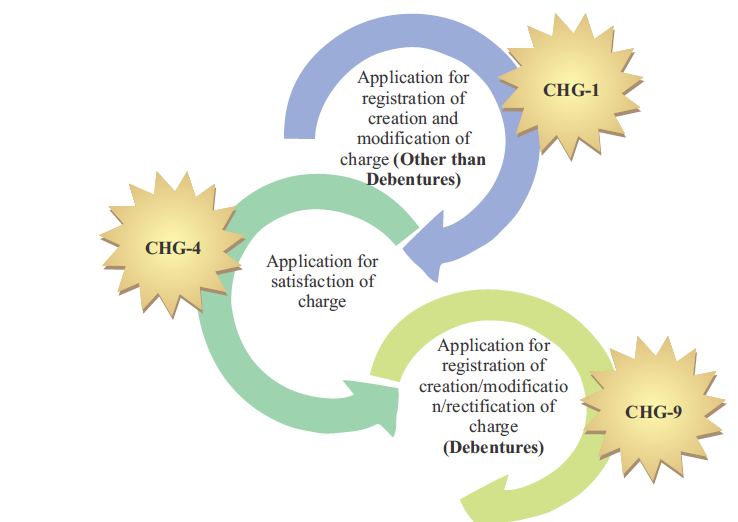 Application for
registration of
creation and
modification of
charge (Other than
Debentures)
CHG-1
CHG-4
Application for
satisfaction of
charge
Application for
registration of
creation/modificatio
n/rectification of
charge
(Debentures)
CHG-9